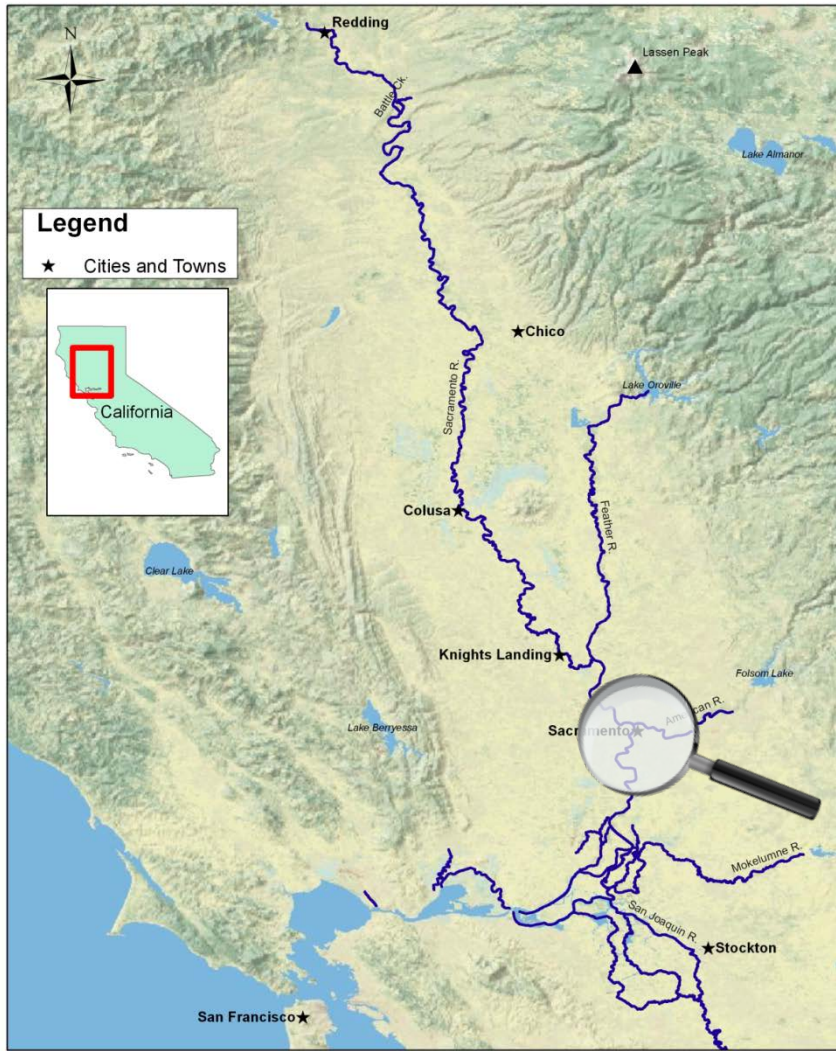 Redding
N
Lassen Peak
Battle Ck.
Lake Almanor
Legend
Cities and Towns
Chico
California
Lake Oroville
Sacramento R.
Colusa
Feather R.
Clear Lake
Knights Landing
Folsom Lake
American R.
Lake Berryessa
Sacramento
Mokelumne R.
San Joaquin R.
Stockton
San Francisco